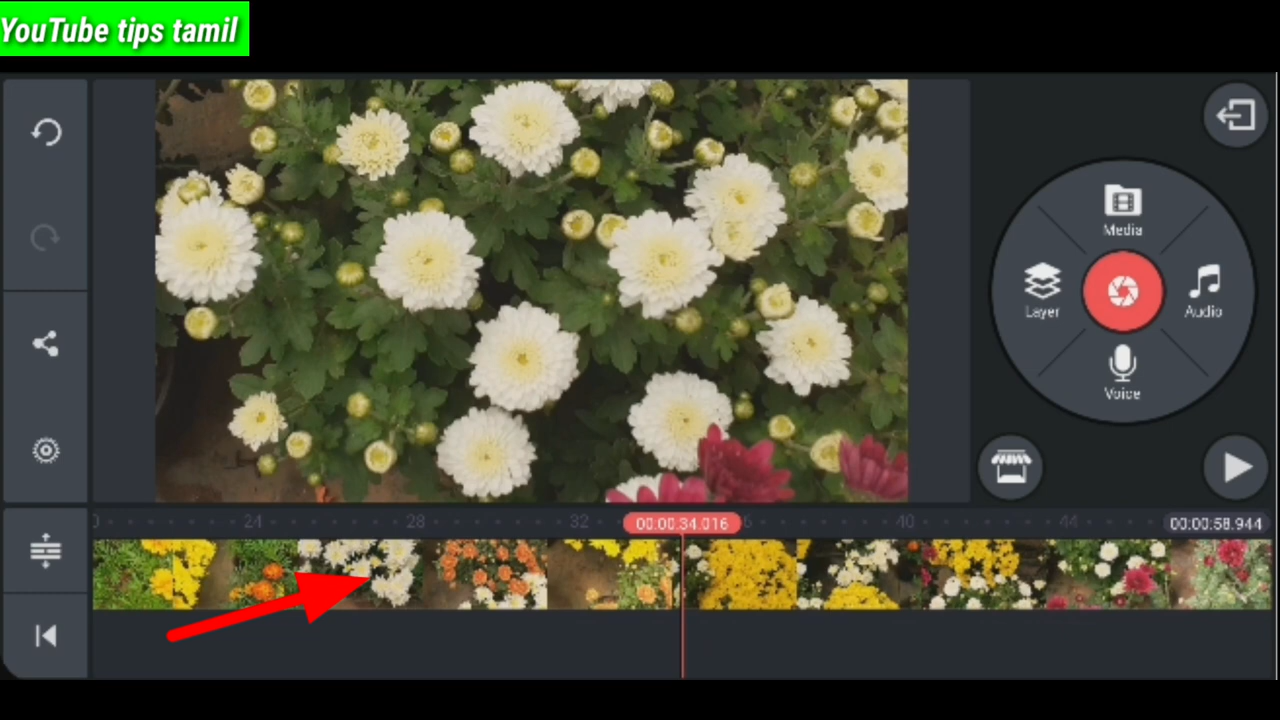 YouTube tips tamil
Media
Layer
Audio
Voice
24
28
32
00:00:34.016
6
40
44
00:00:58.944